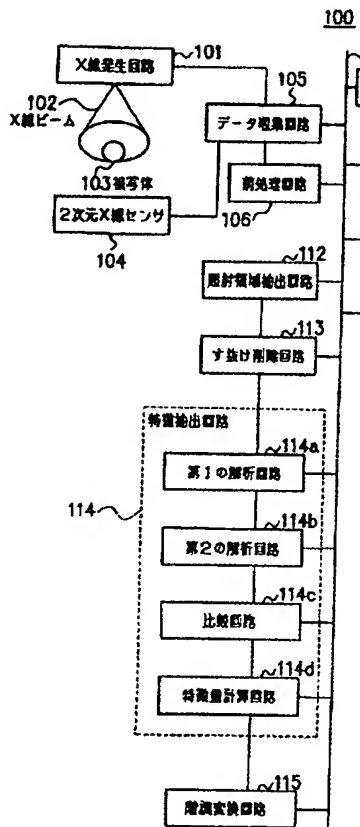 100
101
X線発生回路
102
X線ビーム
105
データ収集回路
103 被写体
前処理回路
106
2次元X線センサ
104
112
照射領域抽出回路
113
す抜け削除回路
特徴抽出回路
114a
114
第1の解析回路
114b
第2の解析回路
114c
比較回路
114d
特徴量計算回路
115
階調変換回路